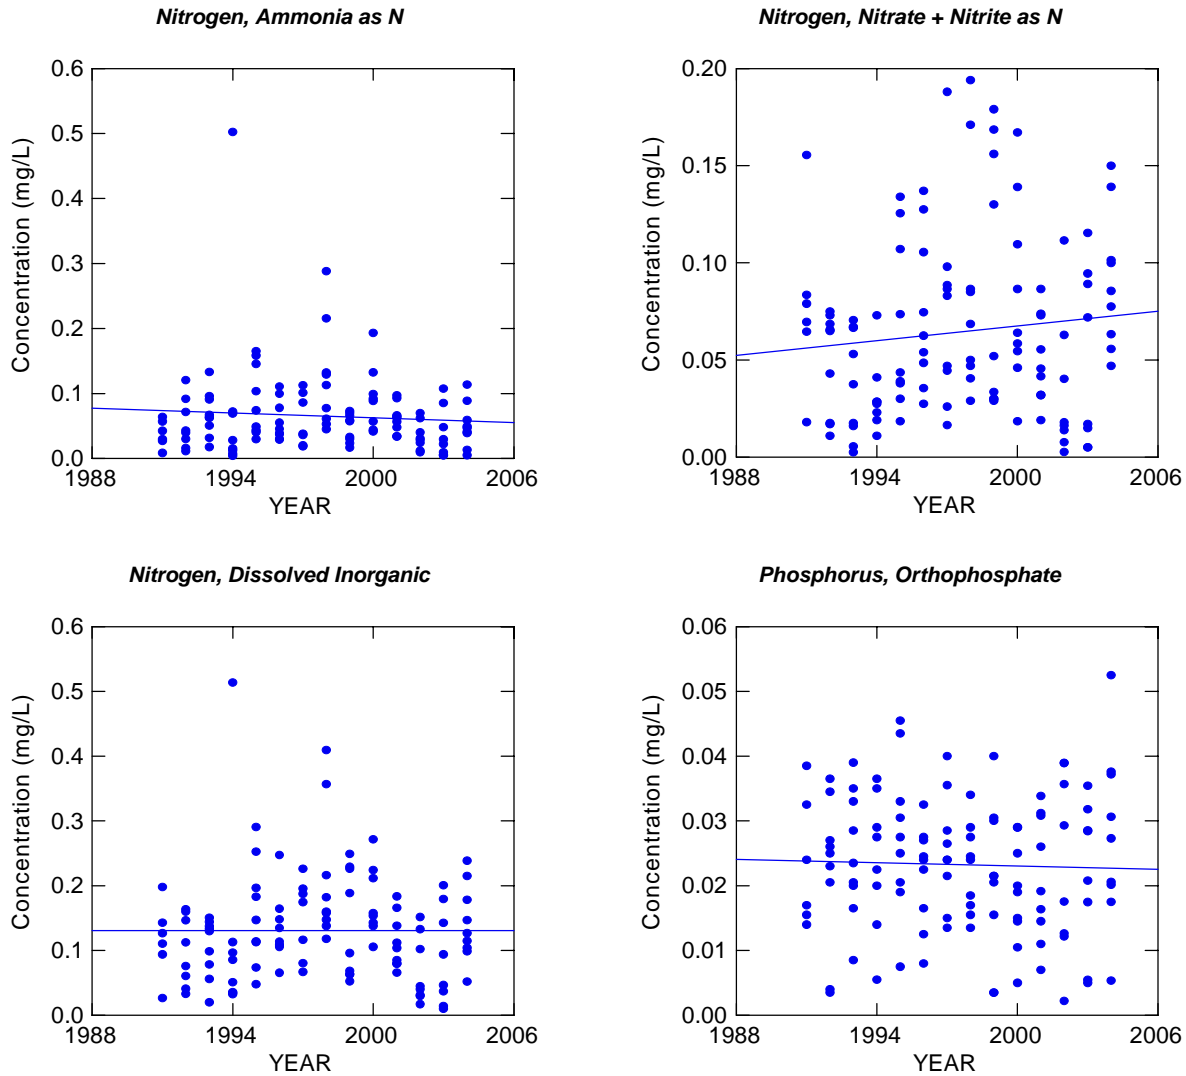 Nitrogen, Ammonia as N
0.6
0.5
0.4
0.3
0.2
0.1
0.0
Concentration (mg/L)
1988 1994 2000 2006
YEAR
Nitrogen, Nitrate + Nitrite as N
0.20
0.15
0.10
0.05
0.00
Concentration (mg/L)
1988 1994 2000 2006
YEAR
Nitrogen, Dissolved Inorganic
0.6
0.5
0.4
0.3
0.2
0.1
0.0
Concentration (mg/L)
1988 1994 2000 2006
YEAR
Phosphorus, Orthophosphate
0.06
0.05
0.04
0.03
0.02
0.01
0.00
Concentration (mg/L)
1988 1994 2000 2006
YEAR